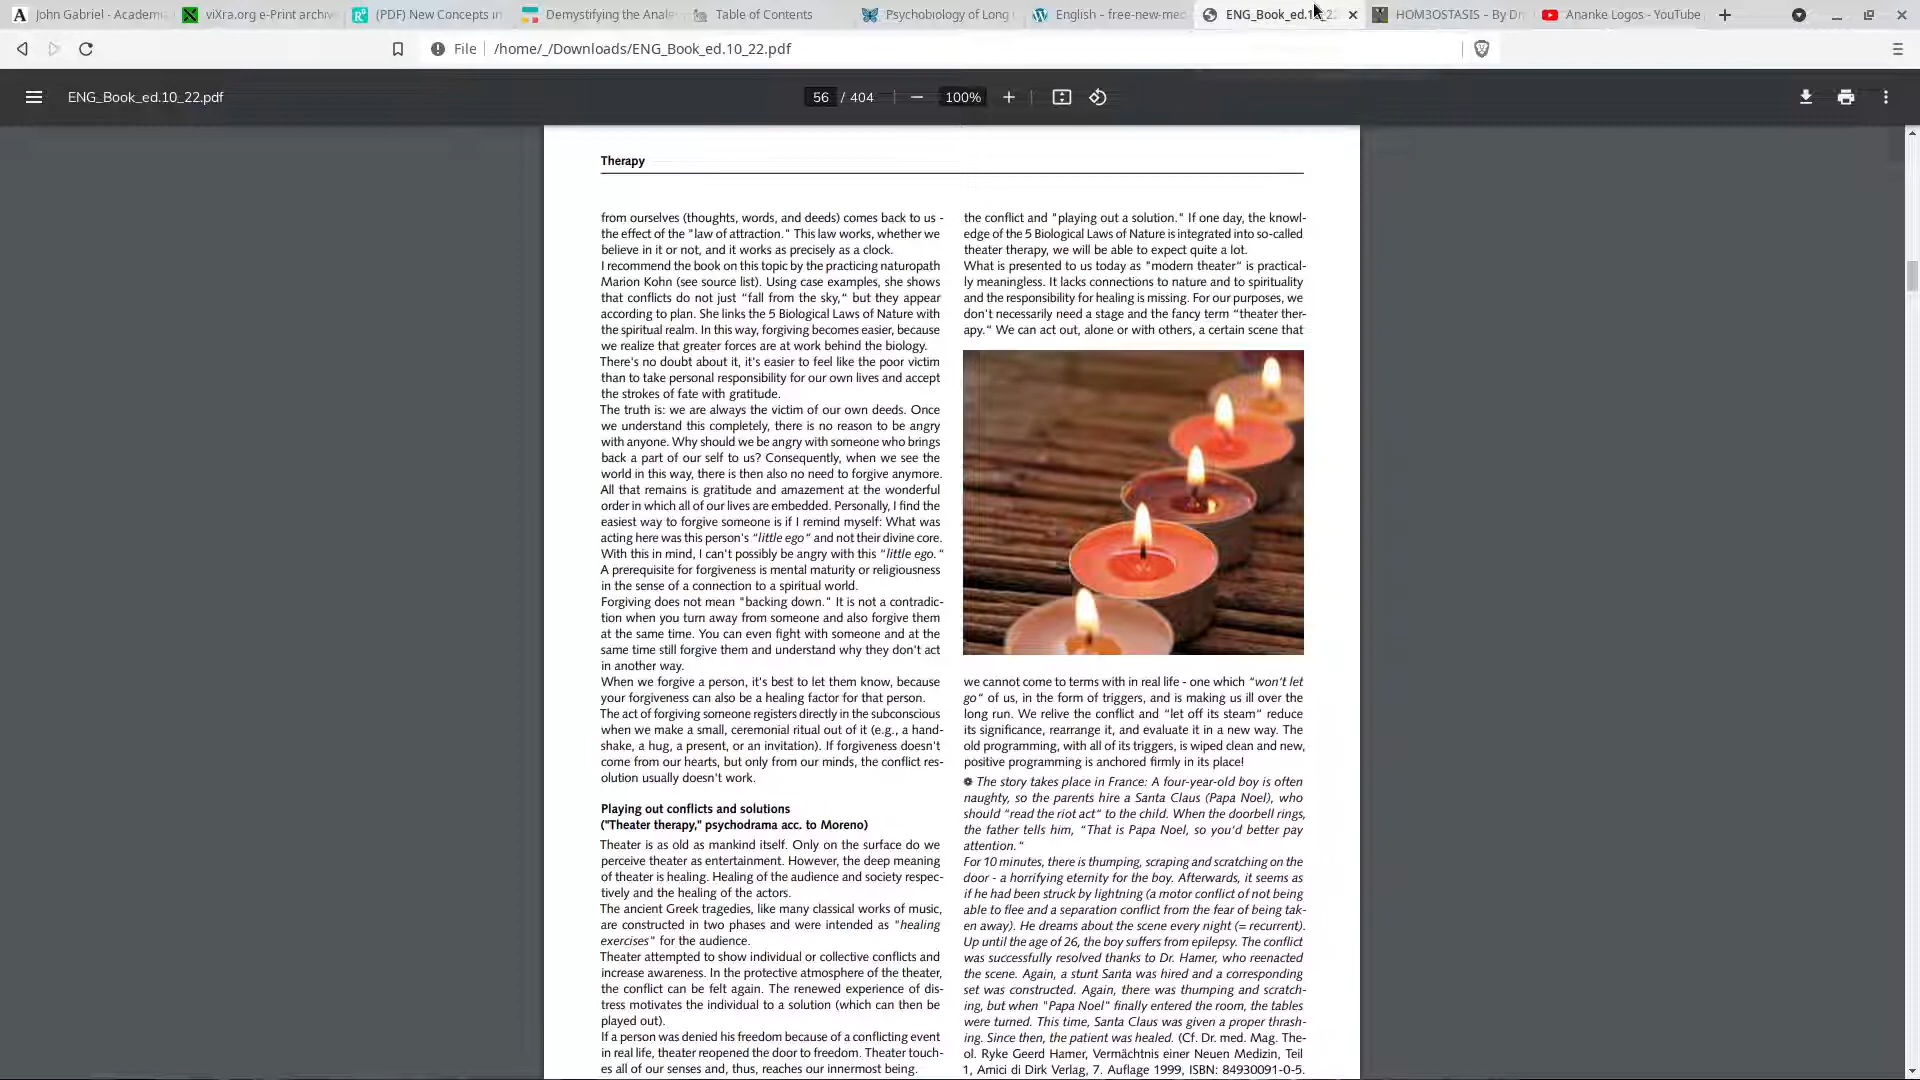 John Gabriel - Academi
viXra.org e-Print archiv
(PDF) New Concepts in
Demystifying the Anale
Table of Contents
Psychobiology of Long
English – free-new-med
ENG_Book_ed.10_22
HOM3OSTASIS – By Dr
Ananke Logos - YouTube
File
/home/_/Downloads/ENG_Book_ed.10_22.pdf
ENG_Book_ed.10_22.pdf
56 / 404
100%
Therapy
from ourselves (thoughts, words, and deeds) comes back to us -
the effect of the "law of attraction." This law works, whether we
believe in it or not, and it works as precisely as a clock.
I recommend the book on this topic by the practicing naturopath
Marion Kohn (see source list). Using case examples, she shows
that conflicts do not just "fall from the sky," but they appear
according to plan. She links the 5 Biological Laws of Nature with
the spiritual realm. In this way, forgiving becomes easier, because
we realize that greater forces are at work behind the biology.
There's no doubt about it, it's easier to feel like the poor victim
than to take personal responsibility for our own lives and accept
the strokes of fate with gratitude.
The truth is: we are always the victim of our own deeds. Once
we understand this completely, there is no reason to be angry
with anyone. Why should we be angry with someone who brings
back a part of our self to us? Consequently, when we see the
world in this way, there is then also no need to forgive anymore.
All that remains is gratitude and amazement at the wonderful
order in which all of our lives are embedded. Personally, I find the
easiest way to forgive someone is if I remind myself: What was
acting here was this person's "little ego" and not their divine core.
With this in mind, I can't possibly be angry with this "little ego."
A prerequisite for forgiveness is mental maturity or religiousness
in the sense of a connection to a spiritual world.
Forgiving does not mean "backing down." It is not a contradic-
tion when you turn away from someone and also forgive them
at the same time. You can even fight with someone and at the
same time still forgive them and understand why they don't act
in another way.
When we forgive a person, it's best to let them know, because
your forgiveness can also be a healing factor for that person.
The act of forgiving someone registers directly in the subconscious
when we make a small, ceremonial ritual out of it (e.g., a hand-
shake, a hug, a present, or an invitation). If forgiveness doesn't
come from our hearts, but only from our minds, the conflict res-
olution usually doesn't work.
Playing out conflicts and solutions
("Theater therapy," psychodrama acc. to Moreno)
Theater is as old as mankind itself. Only on the surface do we
perceive theater as entertainment. However, the deep meaning
of theater is healing. Healing of the audience and society respec-
tively and the healing of the actors.
The ancient Greek tragedies, like many classical works of music,
are constructed in two phases and were intended as "healing
exercises" for the audience.
Theater attempted to show individual or collective conflicts and
increase awareness. In the protective atmosphere of the theater,
the conflict can be felt again. The renewed experience of dis-
tress motivates the individual to a solution (which can then be
played out).
If a person was denied his freedom because of a conflicting event
in real life, theater reopened the door to freedom. Theater touch-
es all of our senses and, thus, reaches our innermost being.
the conflict and "playing out a solution." If one day, the knowl-
edge of the 5 Biological Laws of Nature is integrated into so-called
theater therapy, we will be able to expect quite a lot.
What is presented to us today as "modern theater" is practical-
ly meaningless. It lacks connections to nature and to spirituality
and the responsibility for healing is missing. For our purposes, we
don't necessarily need a stage and the fancy term "theater ther-
apy." We can act out, alone or with others, a certain scene that
we cannot come to terms with in real life - one which "won't let
go" of us, in the form of triggers, and is making us ill over the
long run. We relive the conflict and "let off its steam" reduce
its significance, rearrange it, and evaluate it in a new way. The
old programming, with all of its triggers, is wiped clean and new,
positive programming is anchored firmly in its place!
The story takes place in France: A four-year-old boy is often
naughty, so the parents hire a Santa Claus (Papa Noel), who
should "read the riot act" to the child. When the doorbell rings,
the father tells him, "That is Papa Noel, so you'd better pay
attention."
For 10 minutes, there is thumping, scraping and scratching on the
door - a horrifying eternity for the boy. Afterwards, it seems as
if he had been struck by lightning (a motor conflict of not being
able to flee and a separation conflict from the fear of being tak-
en away). He dreams about the scene every night (= recurrent).
Up until the age of 26, the boy suffers from epilepsy. The conflict
was successfully resolved thanks to Dr. Hamer, who reenacted
the scene. Again, a stunt Santa was hired and a corresponding
set was constructed. Again, there was thumping and scratch-
ing, but when "Papa Noel" finally entered the room, the tables
were turned. This time, Santa Claus was given a proper thrash-
ing. Since then, the patient was healed. (Cf. Dr. med. Mag. The-
ol. Ryke Geerd Hamer, Vermächtnis einer Neuen Medizin, Teil
1, Amici di Dirk Verlag, 7. Auflage 1999, ISBN: 84930091-0-5.